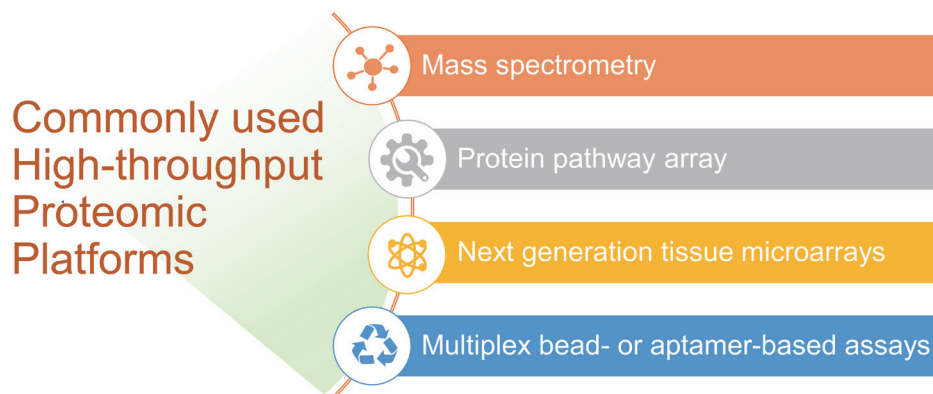 Commonly used
High-throughput
Proteomic
Platforms
Mass spectrometry
Protein pathway array
Next generation tissue microarrays
Multiplex bead- or aptamer-based assays